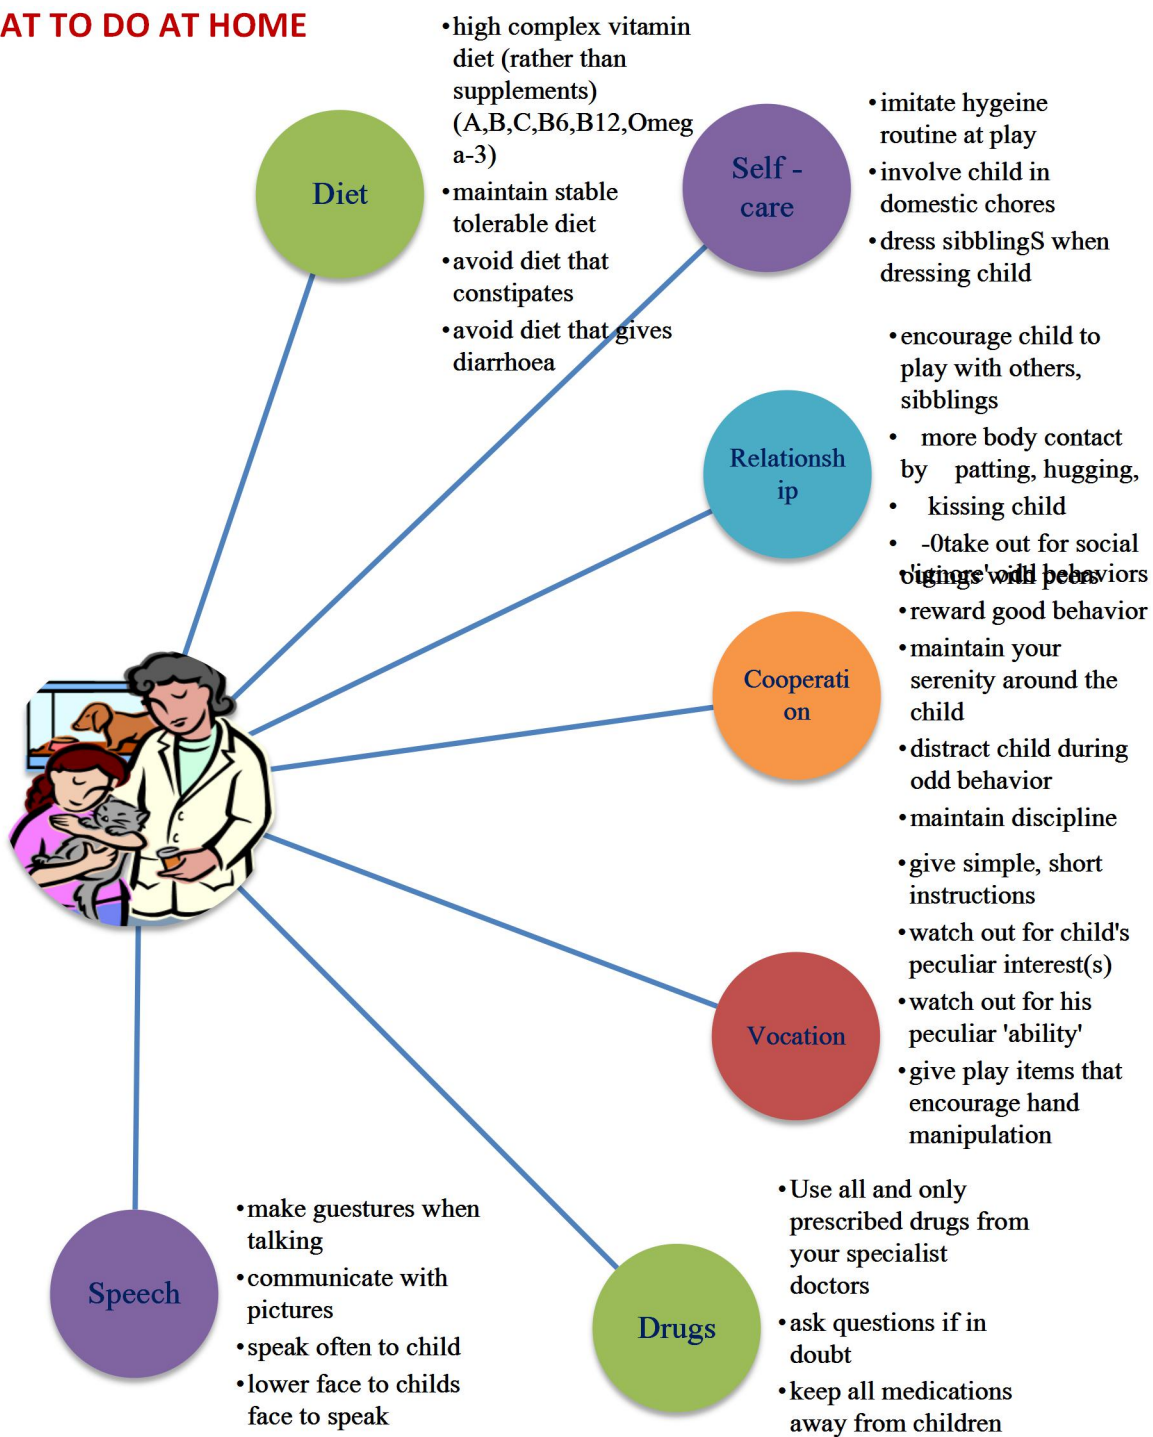 AT TO DO AT HOME
Diet
•high complex vitamin
diet (rather than
supplements)
(A,B,C,B6,B12,Omeg
a-3)
•maintain stable
tolerable diet
•avoid diet that
constipates
•avoid diet that gives
diarrhoea
Self -
care
•imitate hygeine
routine at play
•involve child in
domestic chores
•dress sibblingS when
dressing child
Relationsh
ip
•encourage child to
play with others,
sibblings
• more body contact
by patting, hugging,
• kissing child
• -0take out for social
outings with peers
•'ignore' odd behaviors
Cooperati
on
•reward good behavior
•maintain your
serenity around the
child
•distract child during
odd behavior
•maintain discipline
Vocation
•give simple, short
instructions
•watch out for child's
peculiar interest(s)
•watch out for his
peculiar 'ability'
•give play items that
encourage hand
manipulation
Drugs
•Use all and only
prescribed drugs from
your specialist
doctors
•ask questions if in
doubt
•keep all medications
away from children
Speech
•make guestures when
talking
•communicate with
pictures
•speak often to child
•lower face to childs
face to speak